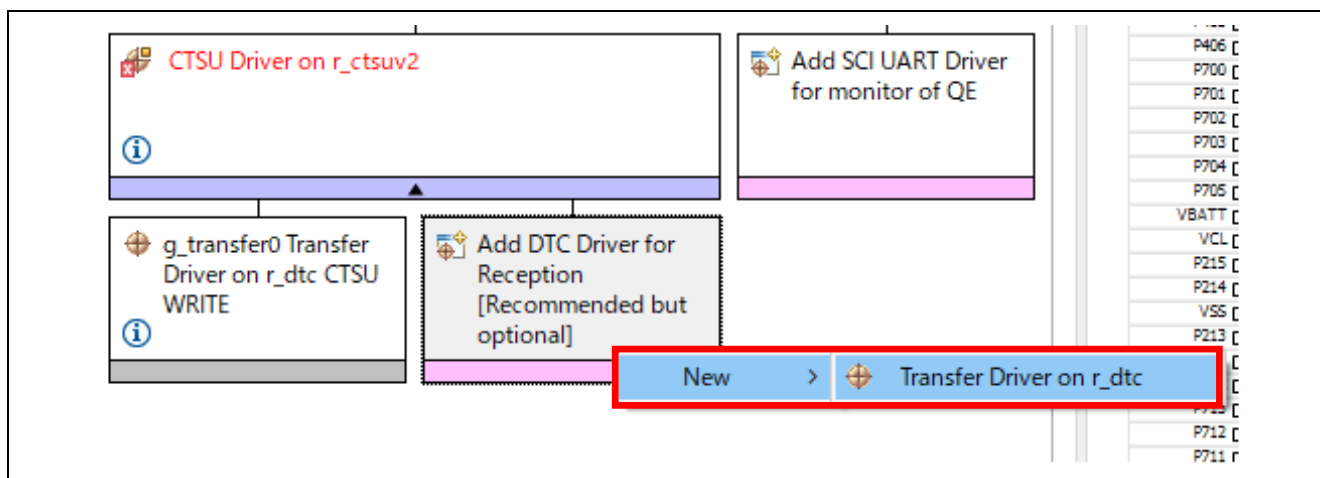 CTSU Driver on r_ctsuv2
Add SCI UART Driver
for monitor of QE
g_transfer0 Transfer
Driver on r_dtc CTSU
WRITE
Add DTC Driver for
Reception
[Recommended but
optional]
New > Transfer Driver on r_dtc
P406
P700
P701
P702
P703
P704
P705
VBATT
VCL
P215
P214
VSS
P213
P712
P711